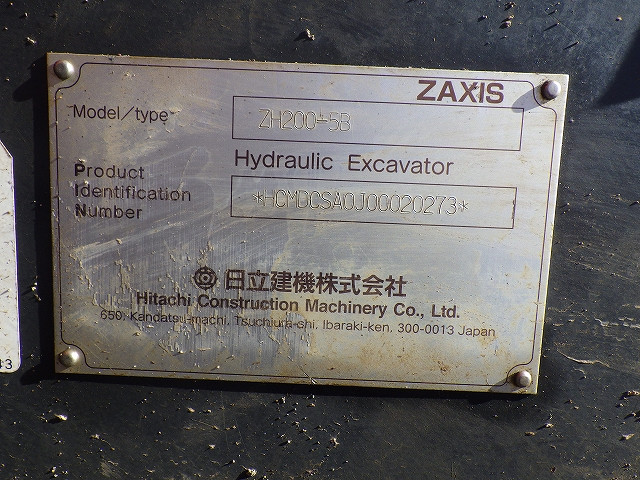 ZAXIS
Model/type
ZH200-5B
Hydraulic Excavator
Product
Identification
Number
*HCMDCSA0J00020273*
日立建機株式会社
Hitachi Construction Machinery Co., Ltd.
650, Kandatsu-machi, Tsuchiura-shi, Ibaraki-ken, 300-0013 Japan
13